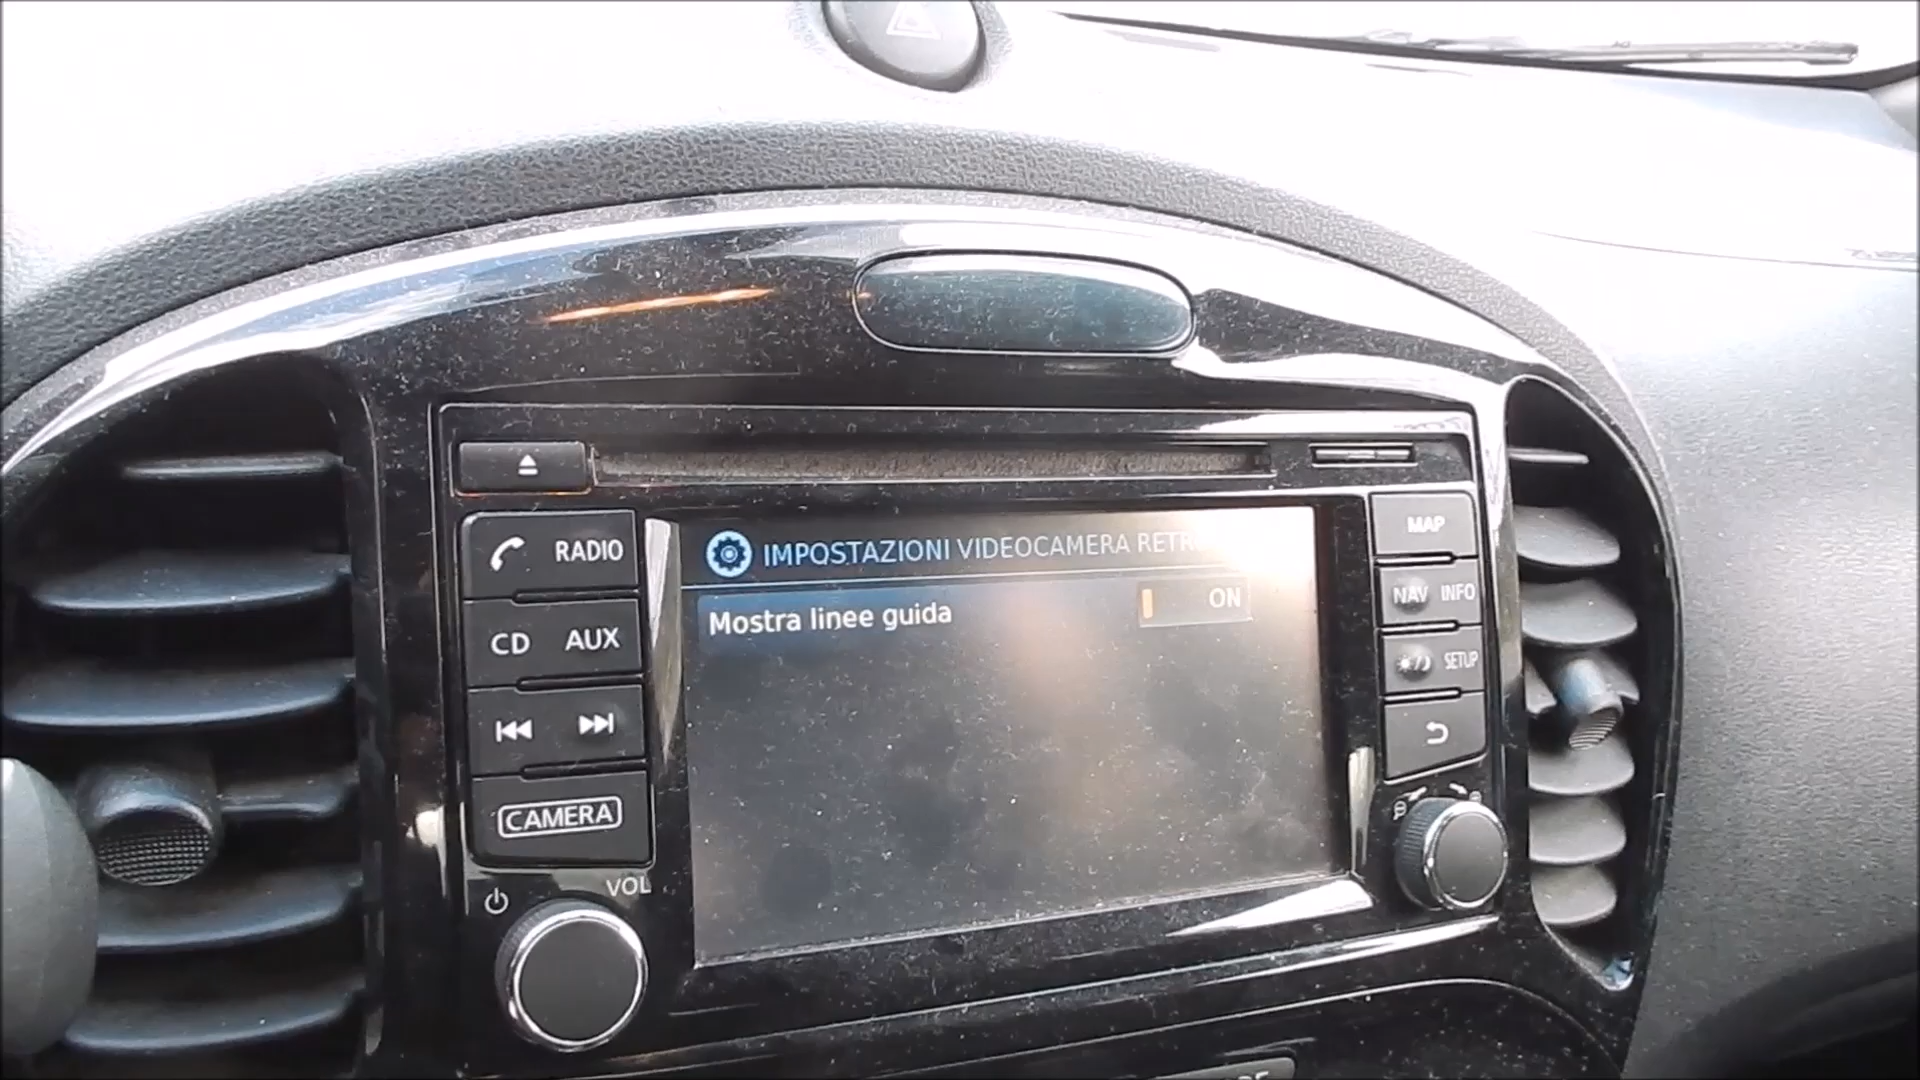 IMPOSTAZIONI VIDEOCAMERA
Mostra linee guida ON
RADIO
CD AUX
CAMERA
VOL
MAP
NAV INFO
SETUP